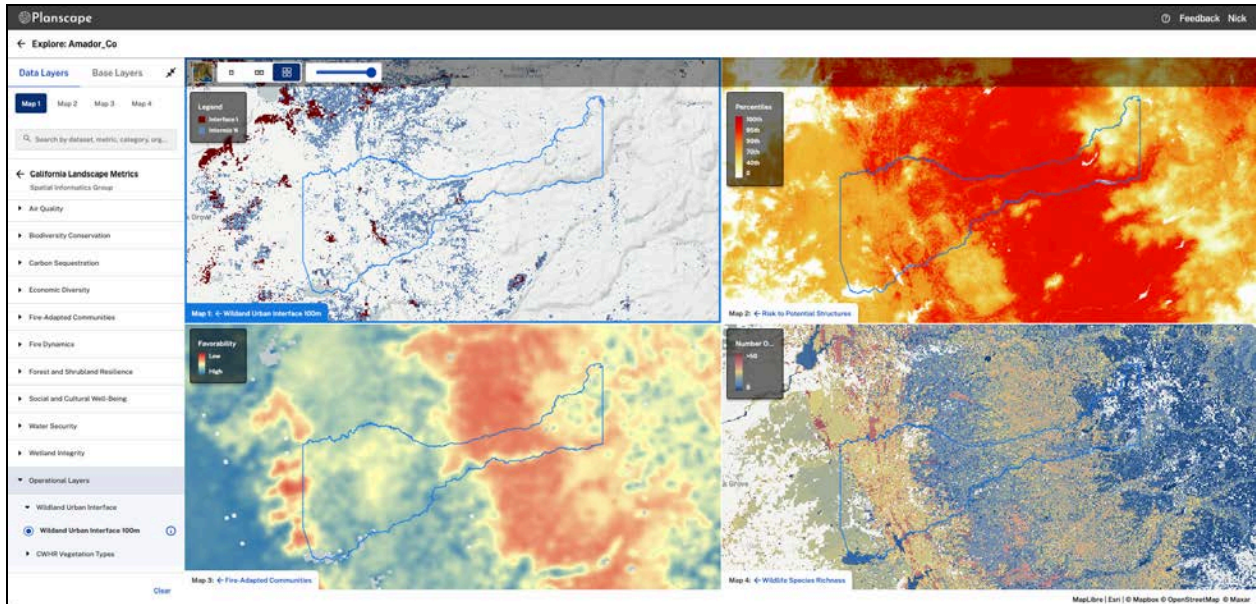 Planscape
Feedback Nick
← Explore: Amador_Co
Data Layers Base Layers
Map 1 Map 2 Map 3 Map 4
Search by dataset, metric, category, org...
← California Landscape Metrics
Spatial Informatics Group
Air Quality
Biodiversity Conservation
Carbon Sequestration
Economic Diversity
Fire-Adapted Communities
Fire Dynamics
Forest and Shrubland Resilience
Social and Cultural Well-Being
Water Security
Wetland Integrity
Operational Layers
Wildland Urban Interface
Wildland Urban Interface 100m
CWHR Vegetation Types
Clear
Legend
Interface
Intermix
Map 1: ← Wildland Urban Interface 100m
Percentiles
100th
95th
90th
70th
40th
0
Map 2: ← Risk to Potential Structures
Favorability
Low
High
Map 3: ← Fire-Adapted Communities
Number O...
>50
Map 4: ← Wildlife Species Richness
MapLibre | Esri | © Mapbox © OpenStreetMap © Maxar